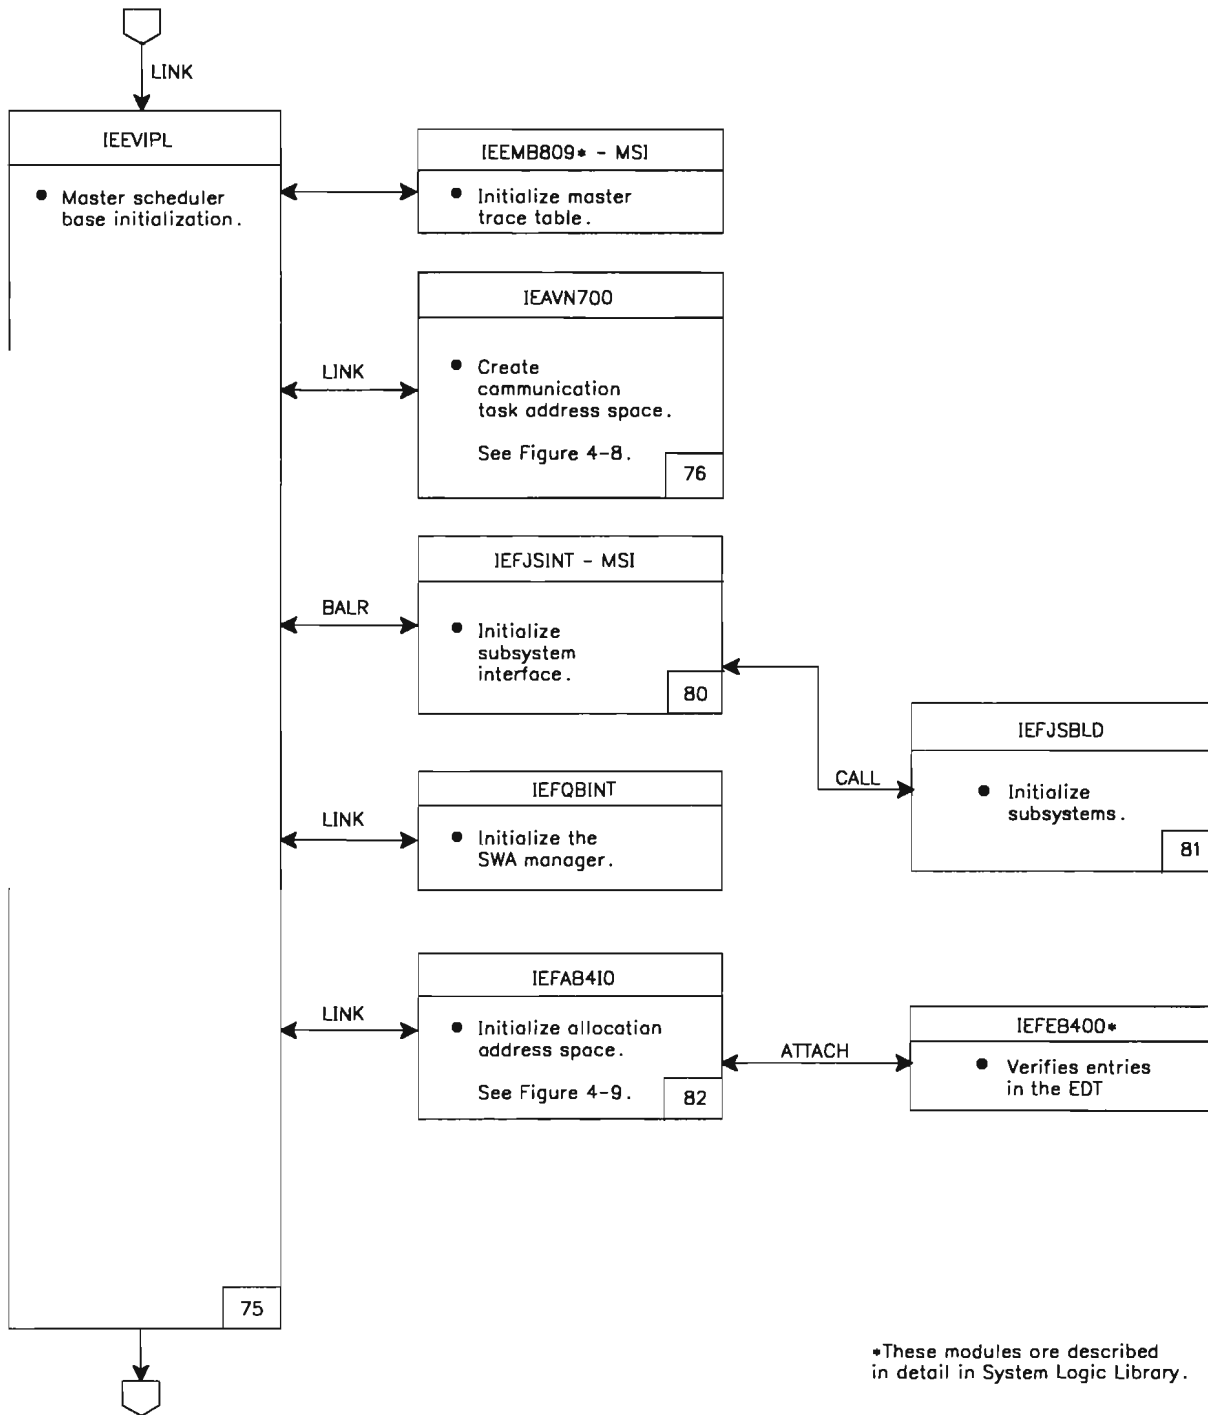 LINK
IEEVIPL
● Master scheduler
base initialization.
IEEMB809* - MSI
● Initialize master
trace table.
IEAVN700
LINK
● Create
communication
task address space.
See Figure 4-8.
76
IEFJSINT - MSI
BALR
● Initialize
subsystem
interface.
80
IEFJSBLD
CALL
● Initialize
subsystems.
81
IEFQBINT
LINK
● Initialize the
SWA manager.
IEFAB4I0
LINK
● Initialize allocation
address space.
See Figure 4-9.
82
ATTACH
IEFEB400*
● Verifies entries
in the EDT
75
*These modules are described
in detail in System Logic Library.